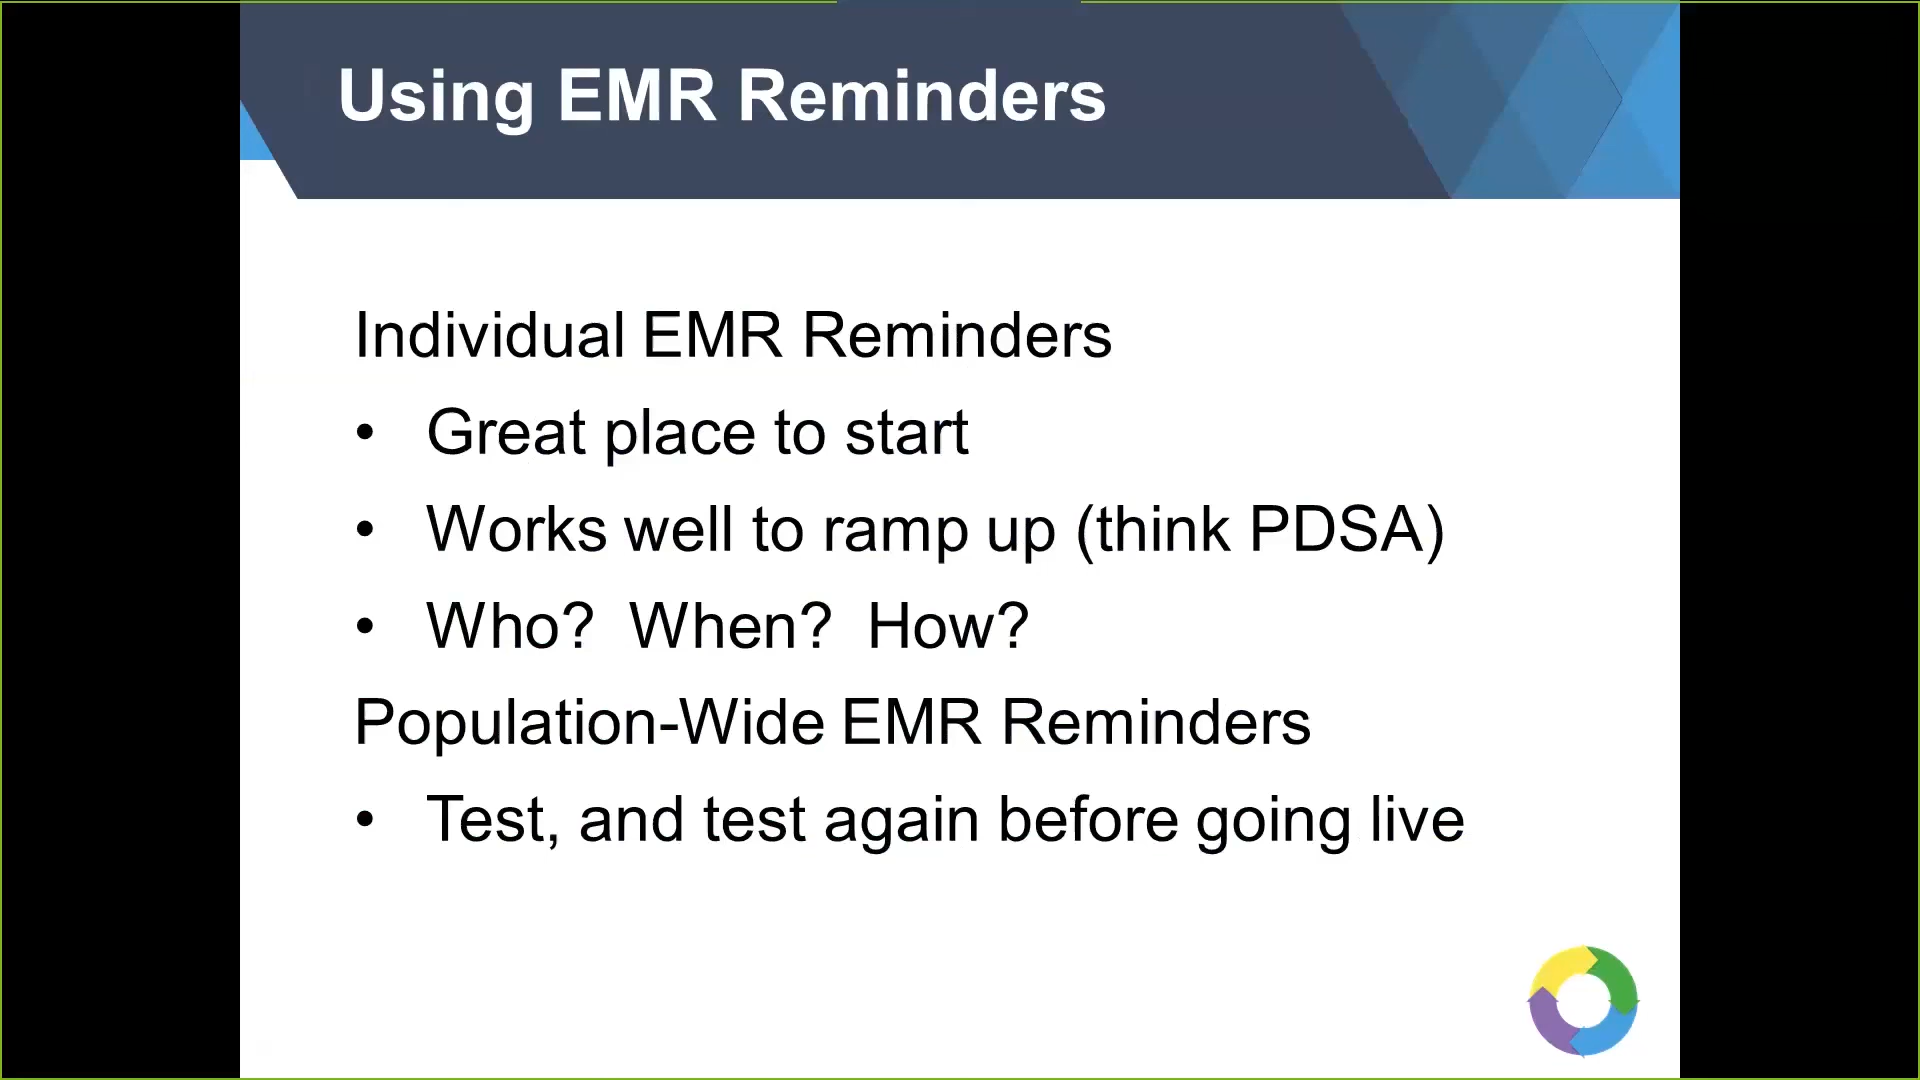 Using EMR Reminders
Individual EMR Reminders
• Great place to start
• Works well to ramp up (think PDSA)
• Who?  When?  How?
Population-Wide EMR Reminders
• Test, and test again before going live